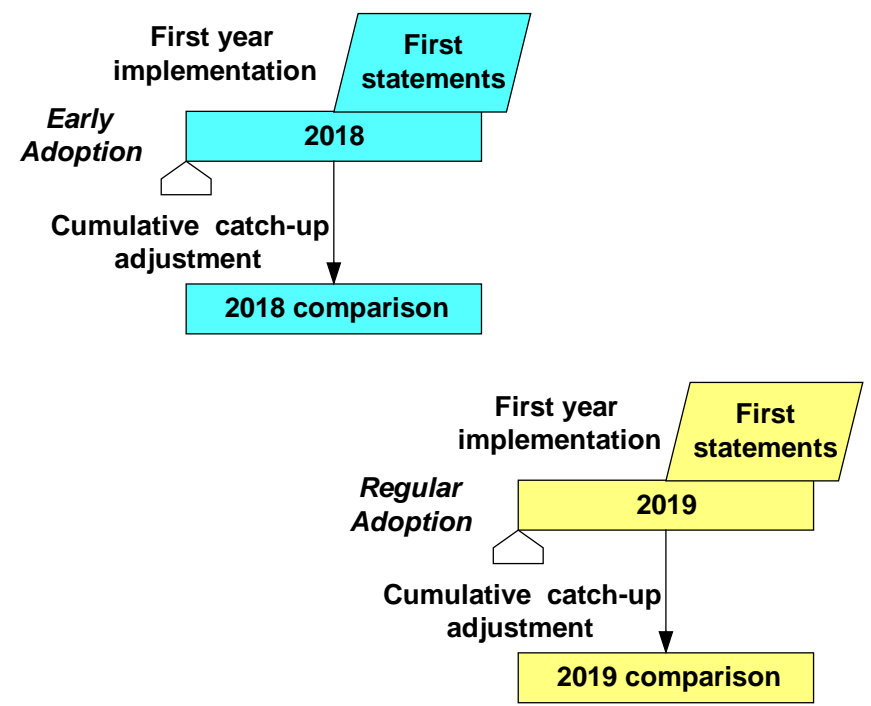 First year
implementation
First
statements
Early
Adoption
2018
Cumulative catch-up
adjustment
2018 comparison
First year
implementation
First
statements
Regular
Adoption
2019
Cumulative catch-up
adjustment
2019 comparison